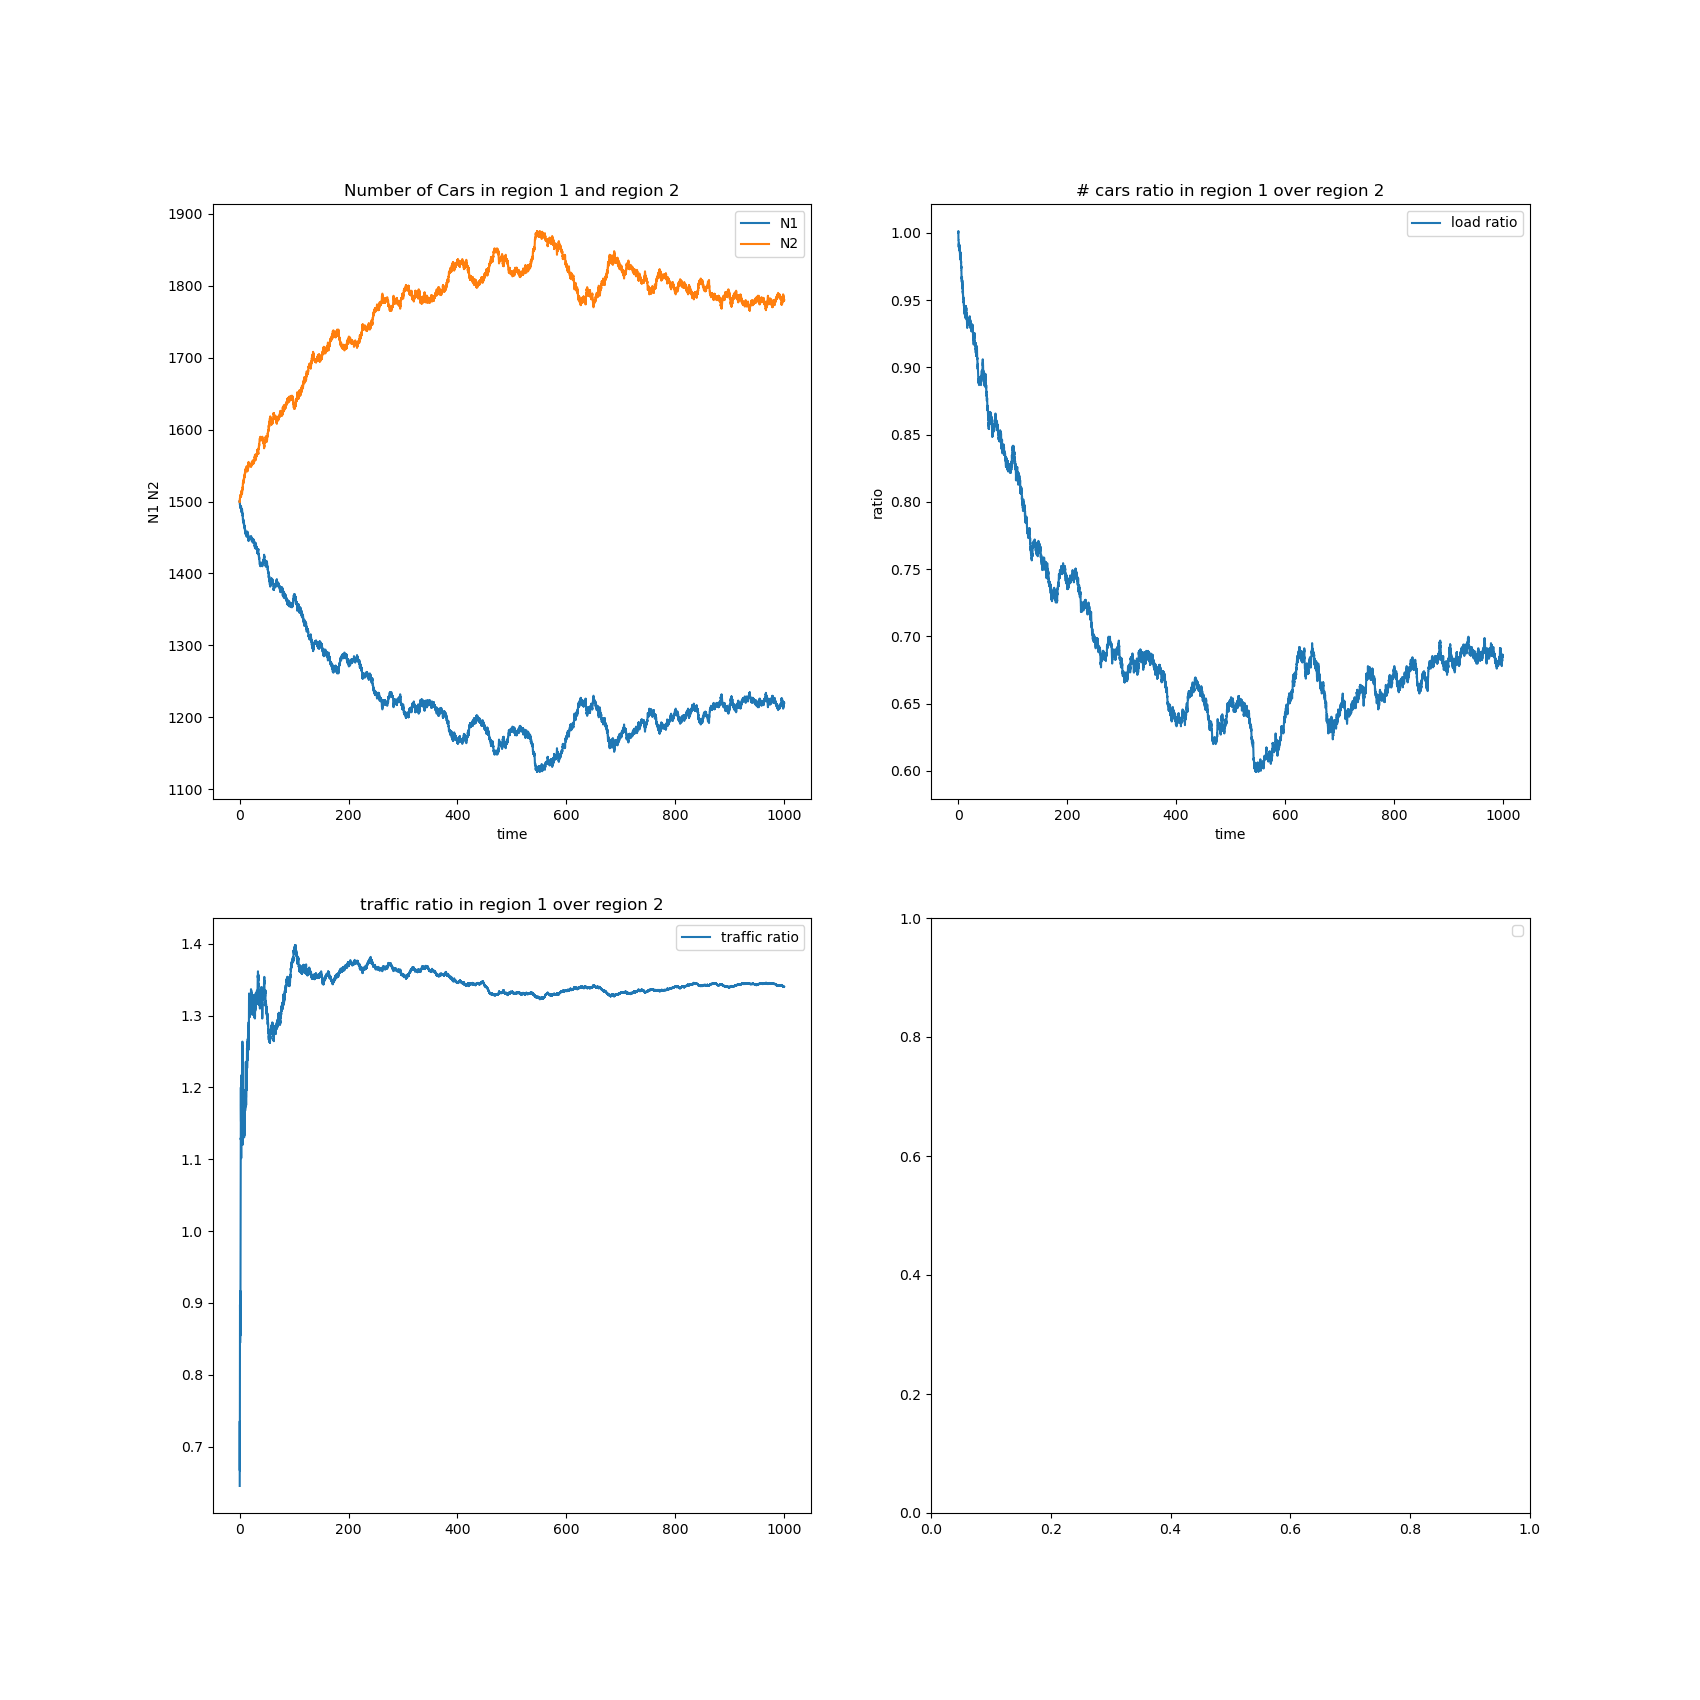 Number of Cars in region 1 and region 2
N1
N2
1900
1800
1700
1600
1500
1400
1300
1200
1100
N1 N2
0 200 400 600 800 1000
time
# cars ratio in region 1 over region 2
load ratio
1.00
0.95
0.90
0.85
0.80
0.75
0.70
0.65
0.60
ratio
0 200 400 600 800 1000
time
traffic ratio in region 1 over region 2
traffic ratio
1.4
1.3
1.2
1.1
1.0
0.9
0.8
0.7
0 200 400 600 800 1000
1.0
0.8
0.6
0.4
0.2
0.0
0.0 0.2 0.4 0.6 0.8 1.0